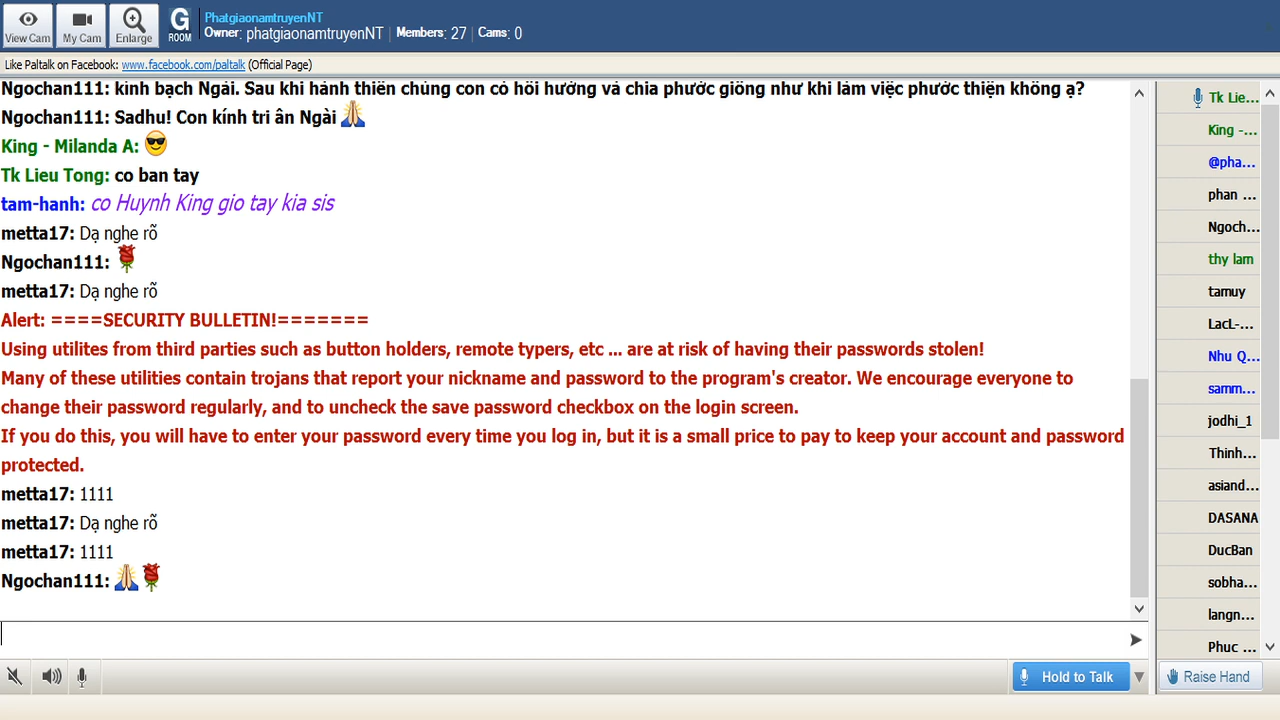 View Cam
My Cam
Enlarge
G
ROOM
PhatgiaonamtruyenNT
Owner: phatgiaonamtruyenNT | Members: 27 | Cams: 0
Like Paltalk on Facebook: www.facebook.com/paltalk (Official Page)
Ngochan111: kính bạch Ngài. Sau khi hành thiền chúng con có hồi hướng và chia phước giống như khi làm việc phước thiện không ạ?
Ngochan111: Sadhu! Con kính tri ân Ngài 🙏
King - Milanda A: 😎
Tk Lieu Tong: co ban tay
tam-hanh: co Huynh King gio tay kia sis
metta17: Dạ nghe rõ
Ngochan111: 🌹
metta17: Dạ nghe rõ
Alert: ====SECURITY BULLETIN!=======
Using utilites from third parties such as button holders, remote typers, etc ... are at risk of having their passwords stolen!
Many of these utilities contain trojans that report your nickname and password to the program's creator. We encourage everyone to
change their password regularly, and to uncheck the save password checkbox on the login screen.
If you do this, you will have to enter your password every time you log in, but it is a small price to pay to keep your account and password
protected.
metta17: 1111
metta17: Dạ nghe rõ
metta17: 1111
Ngochan111: 🙏🌹
Tk Lie...
King -...
@pha...
phan ...
Ngoch...
thy lam
tamuy
LacL-...
Nhu Q...
samm...
jodhi_1
Thinh...
asiand...
DASANA
DucBan
sobha...
langn...
Phuc ...
Hold to Talk
Raise Hand